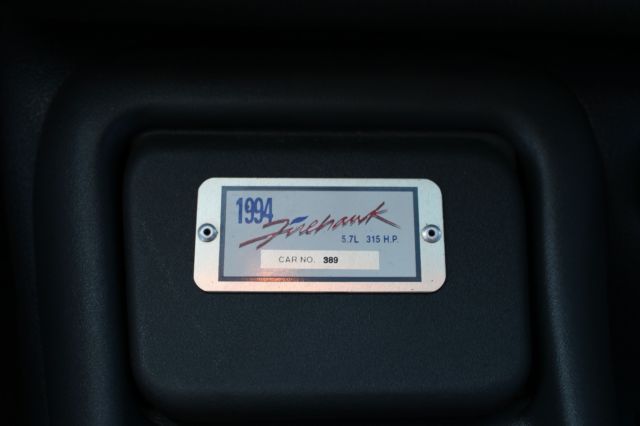 1994 Firehawk
5.7L 315 H.P.
CAR NO. 389